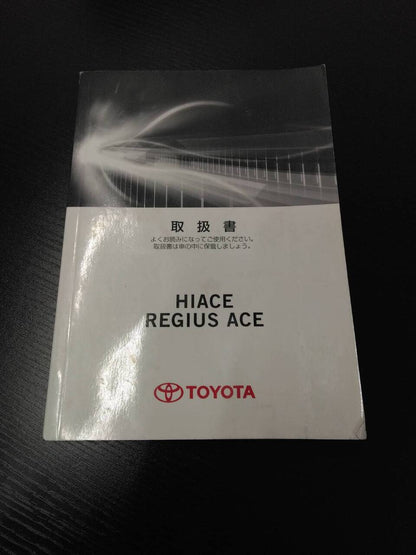 取扱書
よくお読みになってご使用ください。
取扱書は車の中に保管しましょう。
HIACE
REGIUS ACE
TOYOTA